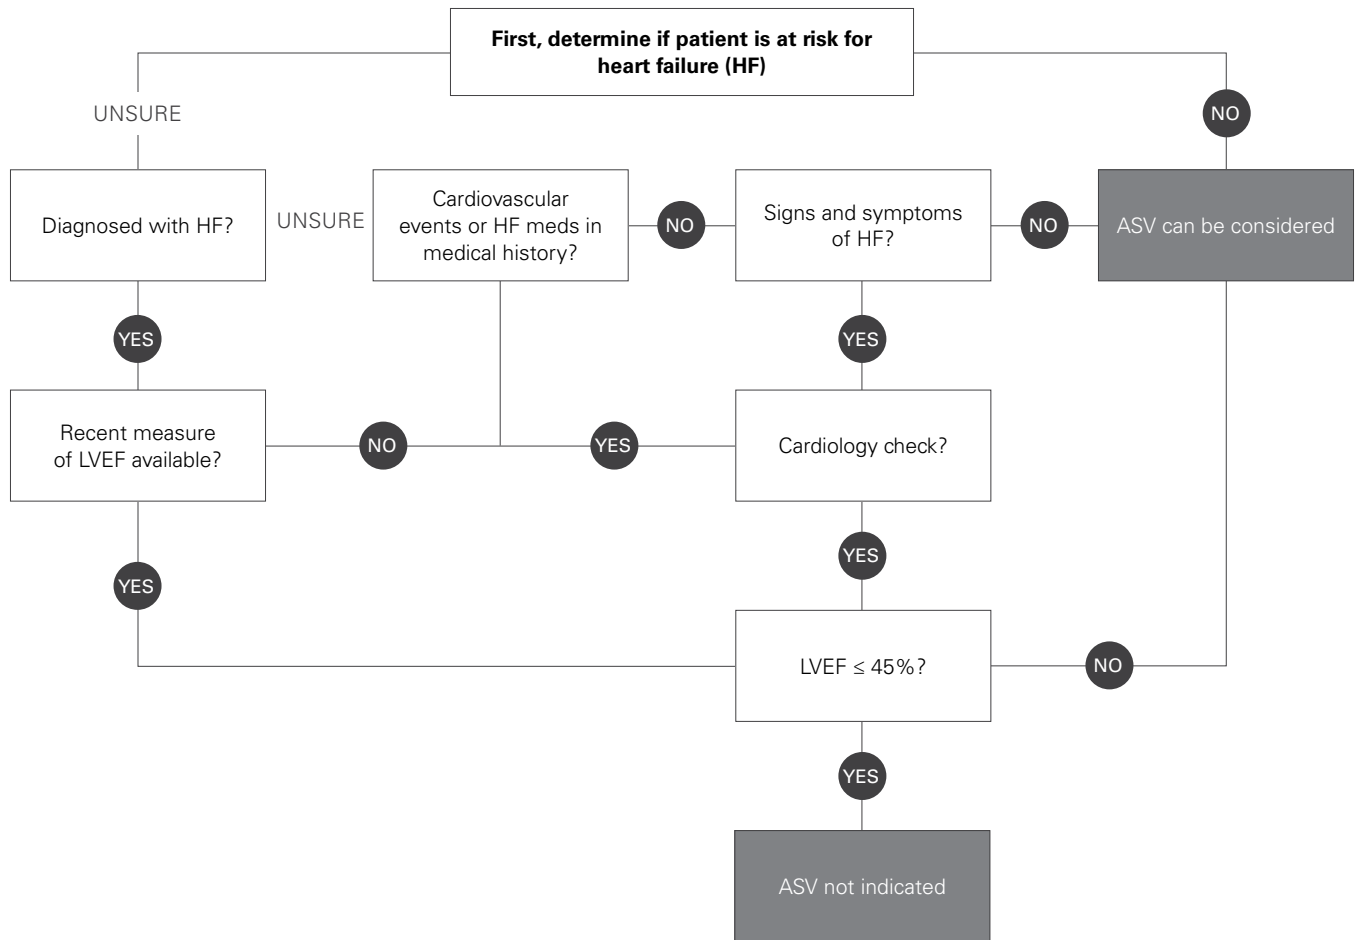 First, determine if patient is at risk for
heart failure (HF)
UNSURE
NO
Diagnosed with HF?
UNSURE
Cardiovascular
events or HF meds in
medical history?
NO
Signs and symptoms
of HF?
NO
ASV can be considered
YES
YES
Recent measure
of LVEF available?
NO
YES
Cardiology check?
YES
YES
LVEF ≤ 45%?
NO
YES
ASV not indicated